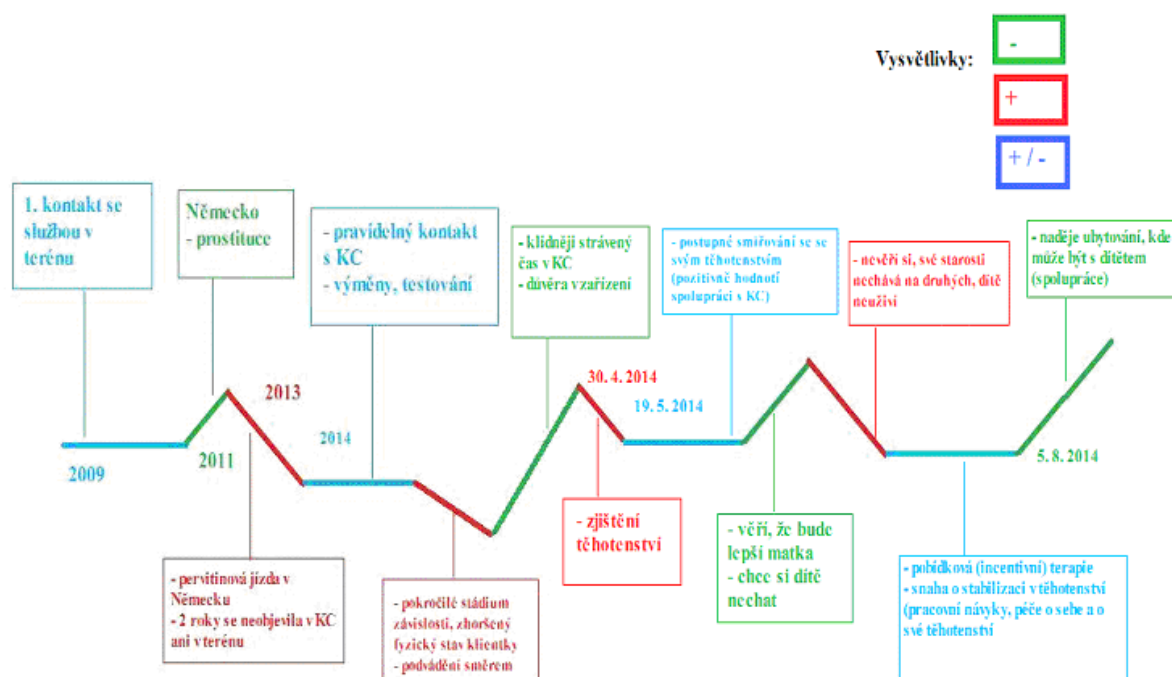 Vysvětlivky:
-
+
+ / -
1. kontakt se
službou v
terénu
Německo
- prostituce
- pravidelný kontakt
s KC
- výměny, testování
- klidněji strávený
čas v KC
- důvěra v zařízení
- postupné smiřování se se
svým těhotenstvím
(pozitivně hodnotí
spolupráci s KC)
- nevěří si, své starosti
nechává na druhých, dítě
neuživí
- naděje ubytování, kde
může být s dítětem
(spolupráce)
2009
2011
2013
2014
30. 4. 2014
19. 5. 2014
5. 8. 2014
- pervitinová jízda v
Německu
- 2 roky se neobjevila v KC
ani v terénu
- pokročilé stádium
závislosti, zhoršený
fyzický stav klientky
- podvádění směrem
- zjištění
těhotenství
- věří, že bude
lepší matka
- chce si dítě
nechat
- pobídková (incentivní) terapie
- snaha o stabilizaci v těhotenství
(pracovní návyky, péče o sebe a o
své těhotenství